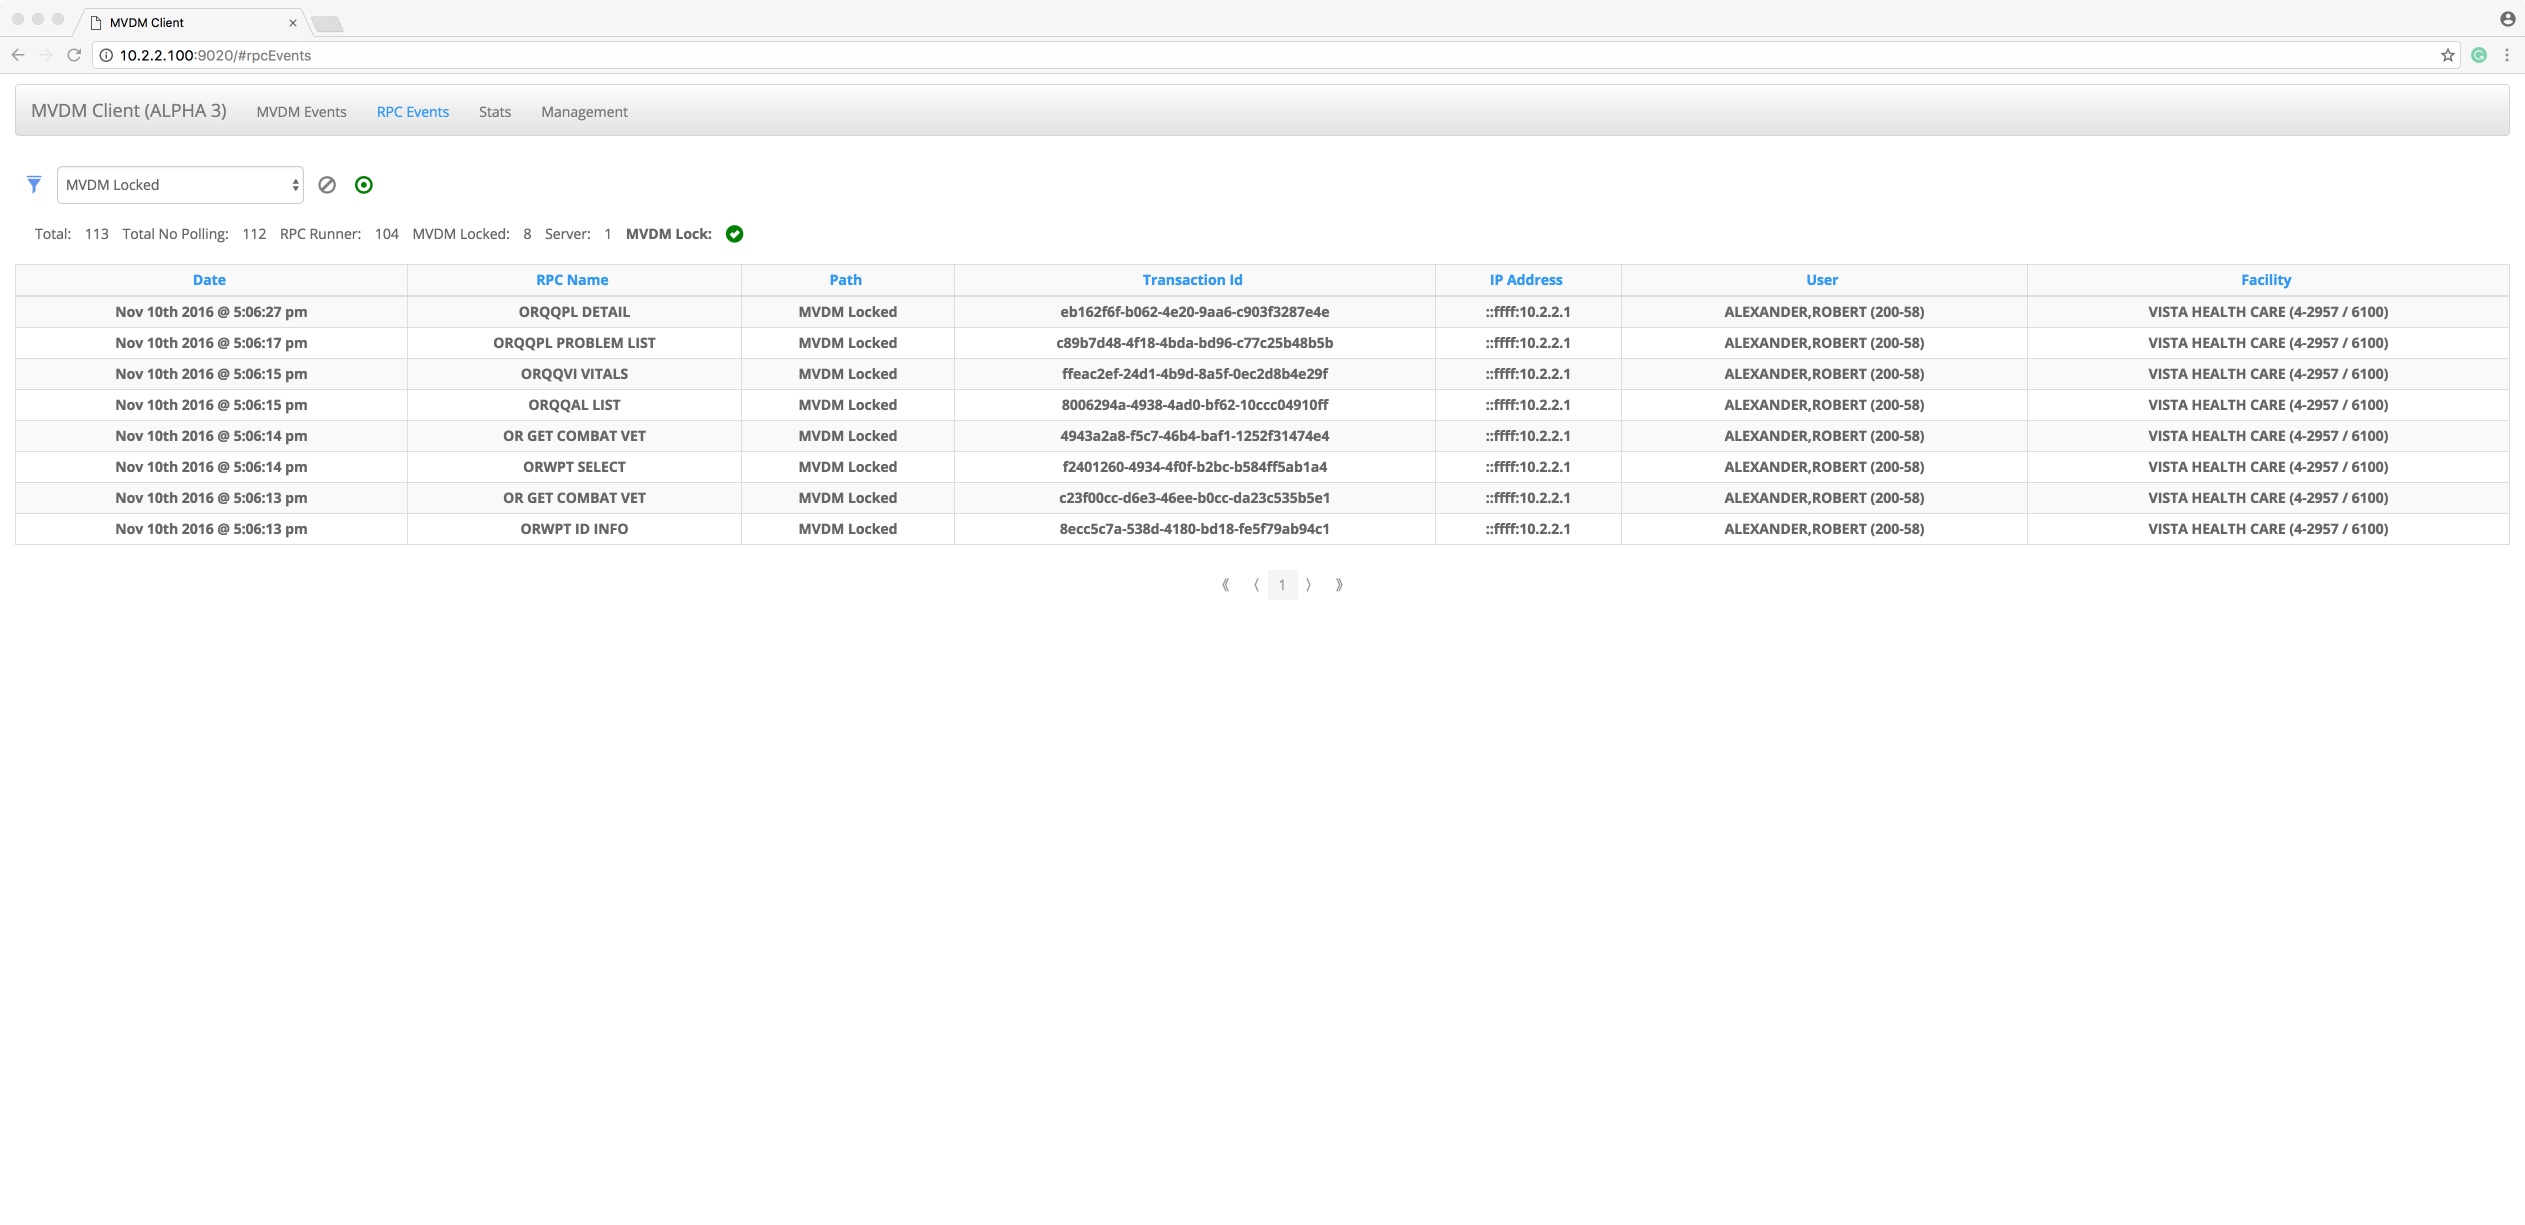 MVDM Client
10.2.2.100:9020/#rpcEvents
MVDM Client (ALPHA 3) MVDM Events RPC Events Stats Management
MVDM Locked
Total: 113 Total No Polling: 112 RPC Runner: 104 MVDM Locked: 8 Server: 1 MVDM Lock:
Date RPC Name Path Transaction Id IP Address User Facility
Nov 10th 2016 @ 5:06:27 pm ORQQPL DETAIL MVDM Locked eb162f6f-b062-4e20-9aa6-c903f3287e4e ::ffff:10.2.2.1 ALEXANDER,ROBERT (200-58) VISTA HEALTH CARE (4-2957 / 6100)
Nov 10th 2016 @ 5:06:17 pm ORQQPL PROBLEM LIST MVDM Locked c89b7d48-4f18-4bda-bd96-c77c25b48b5b ::ffff:10.2.2.1 ALEXANDER,ROBERT (200-58) VISTA HEALTH CARE (4-2957 / 6100)
Nov 10th 2016 @ 5:06:15 pm ORQQVI VITALS MVDM Locked ffeac2ef-24d1-4b9d-8a5f-0ec2d8b4e29f ::ffff:10.2.2.1 ALEXANDER,ROBERT (200-58) VISTA HEALTH CARE (4-2957 / 6100)
Nov 10th 2016 @ 5:06:15 pm ORQQAL LIST MVDM Locked 8006294a-4938-4ad0-bf62-10ccc04910ff ::ffff:10.2.2.1 ALEXANDER,ROBERT (200-58) VISTA HEALTH CARE (4-2957 / 6100)
Nov 10th 2016 @ 5:06:14 pm OR GET COMBAT VET MVDM Locked 4943a2a8-f5c7-46b4-baf1-1252f31474e4 ::ffff:10.2.2.1 ALEXANDER,ROBERT (200-58) VISTA HEALTH CARE (4-2957 / 6100)
Nov 10th 2016 @ 5:06:14 pm ORWPT SELECT MVDM Locked f2401260-4934-4f0f-b2bc-b584ff5ab1a4 ::ffff:10.2.2.1 ALEXANDER,ROBERT (200-58) VISTA HEALTH CARE (4-2957 / 6100)
Nov 10th 2016 @ 5:06:13 pm OR GET COMBAT VET MVDM Locked c23f00cc-d6e3-46ee-b0cc-da23c535b5e1 ::ffff:10.2.2.1 ALEXANDER,ROBERT (200-58) VISTA HEALTH CARE (4-2957 / 6100)
Nov 10th 2016 @ 5:06:13 pm ORWPT ID INFO MVDM Locked 8ecc5c7a-538d-4180-bd18-fe5f79ab94c1 ::ffff:10.2.2.1 ALEXANDER,ROBERT (200-58) VISTA HEALTH CARE (4-2957 / 6100)
⟪ ⟨ 1 ⟩ ⟫